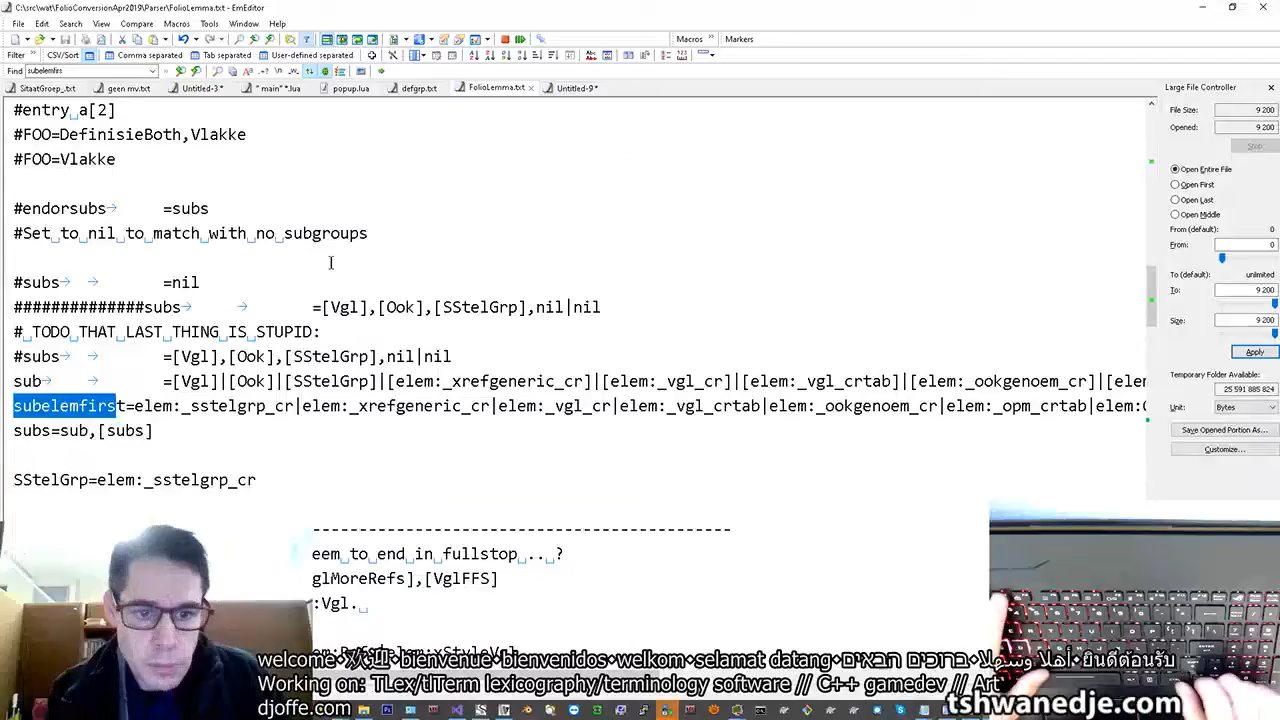 C:\src\wat\FolioConversionApr2019\Parser\FolioLemma.txt - EmEditor
File Edit Search View Compare Macros Tools Window Help
Macros Markers
Filter CSV/Sort Comma separated Tab separated User-defined separated
Find subelemfirs
SitaatGroep_.txt geen mv.txt Untitled-3 * " main" *.lua popup.lua defgrp.txt FolioLemma.txt Untitled-9 *
#entry a[2]
#FOO=DefinisieBoth,Vlakke
#FOO=Vlakke
#endorsubs =subs
#Set to nil to match with no subgroups
#subs =nil
##############subs =[Vgl],[Ook],[SStelGrp],nil|nil
# TODO THAT LAST THING IS STUPID:
#subs =[Vgl],[Ook],[SStelGrp],nil|nil
sub =[Vgl]|[Ook]|[SStelGrp]|[elem:_xrefgeneric_cr]|[elem:_vgl_cr]|[elem:_vgl_crtab]|[elem:_ookgenoem_cr]|[elem
subelemfirst=elem:_sstelgrp_cr|elem:_xrefgeneric_cr|elem:_vgl_cr|elem:_vgl_crtab|elem:_ookgenoem_cr|elem:_opm_crtab|elem:
subs=sub,[subs]
SStelGrp=elem:_sstelgrp_cr
--------------------------------------------
eem to end in fullstop .. ?
glMoreRefs],[VglFFS]
:Vgl.
Large File Controller
File Size: 9 200
Opened: 9 200
Stop
Open Entire File
Open First
Open Last
Open Middle
From (default): 0
From: 0
To (default): unlimited
To: 9 200
Size: 9 200
Apply
Temporary Folder Available:
25 591 885 824
Unit: Bytes
Save Opened Portion As...
Customize...
welcome•欢迎•bienvenue•bienvenidos•welkom•selamat datang•ברוכים הבאים•أهلا وسهلا•ยินดีต้อนรับ
Working on: TLex/tlTerm lexicography/terminology software // C++ gamedev // Art
djoffe.com
tshwanedje.com